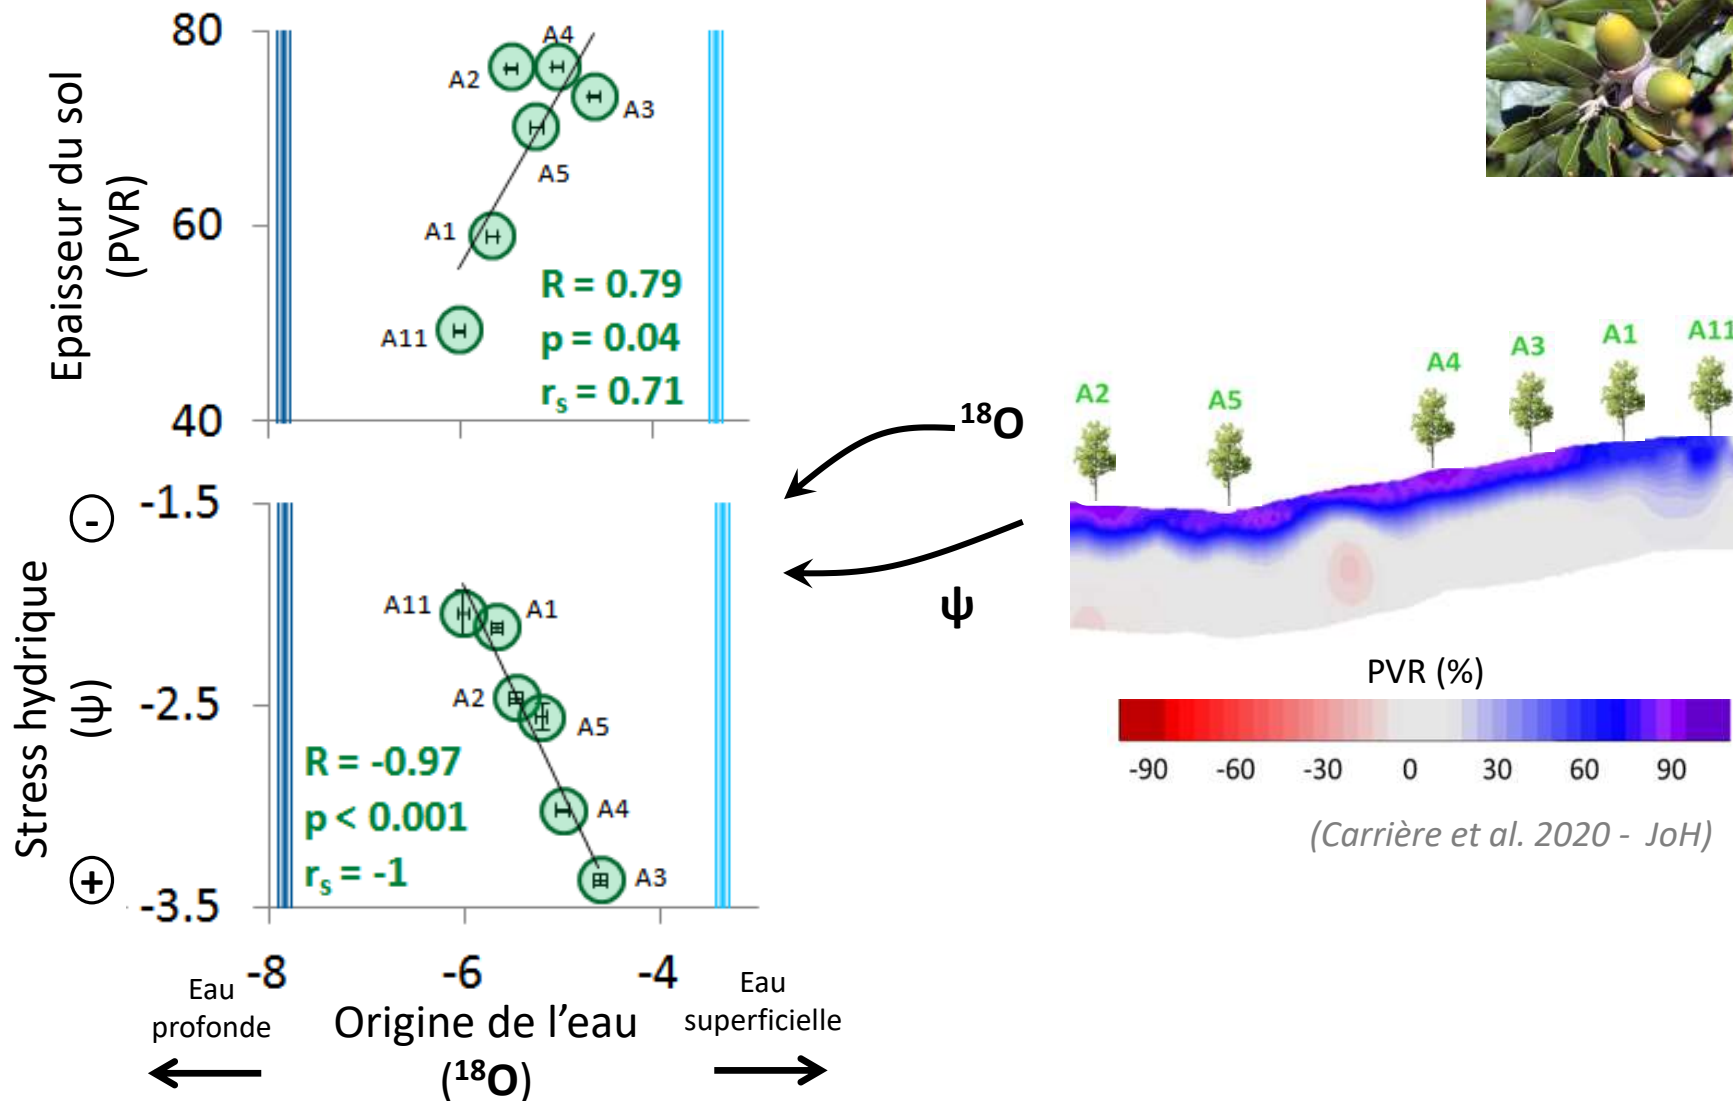 Epaisseur du sol
(PVR)
80
60
40
A4
A2
A3
A5
A1
A11
R = 0.79
p = 0.04
rs = 0.71
Stress hydrique
(ψ)
-
+
-1.5
-2.5
-3.5
A11
A1
A2
A5
A4
A3
R = -0.97
p < 0.001
rs = -1
-8
-6
-4
Eau
profonde
Origine de l’eau
(18O)
Eau
superficielle
18O
ψ
A2
A5
A4
A3
A1
A11
PVR (%)
-90 -60 -30 0 30 60 90
(Carrière et al. 2020 - JoH)